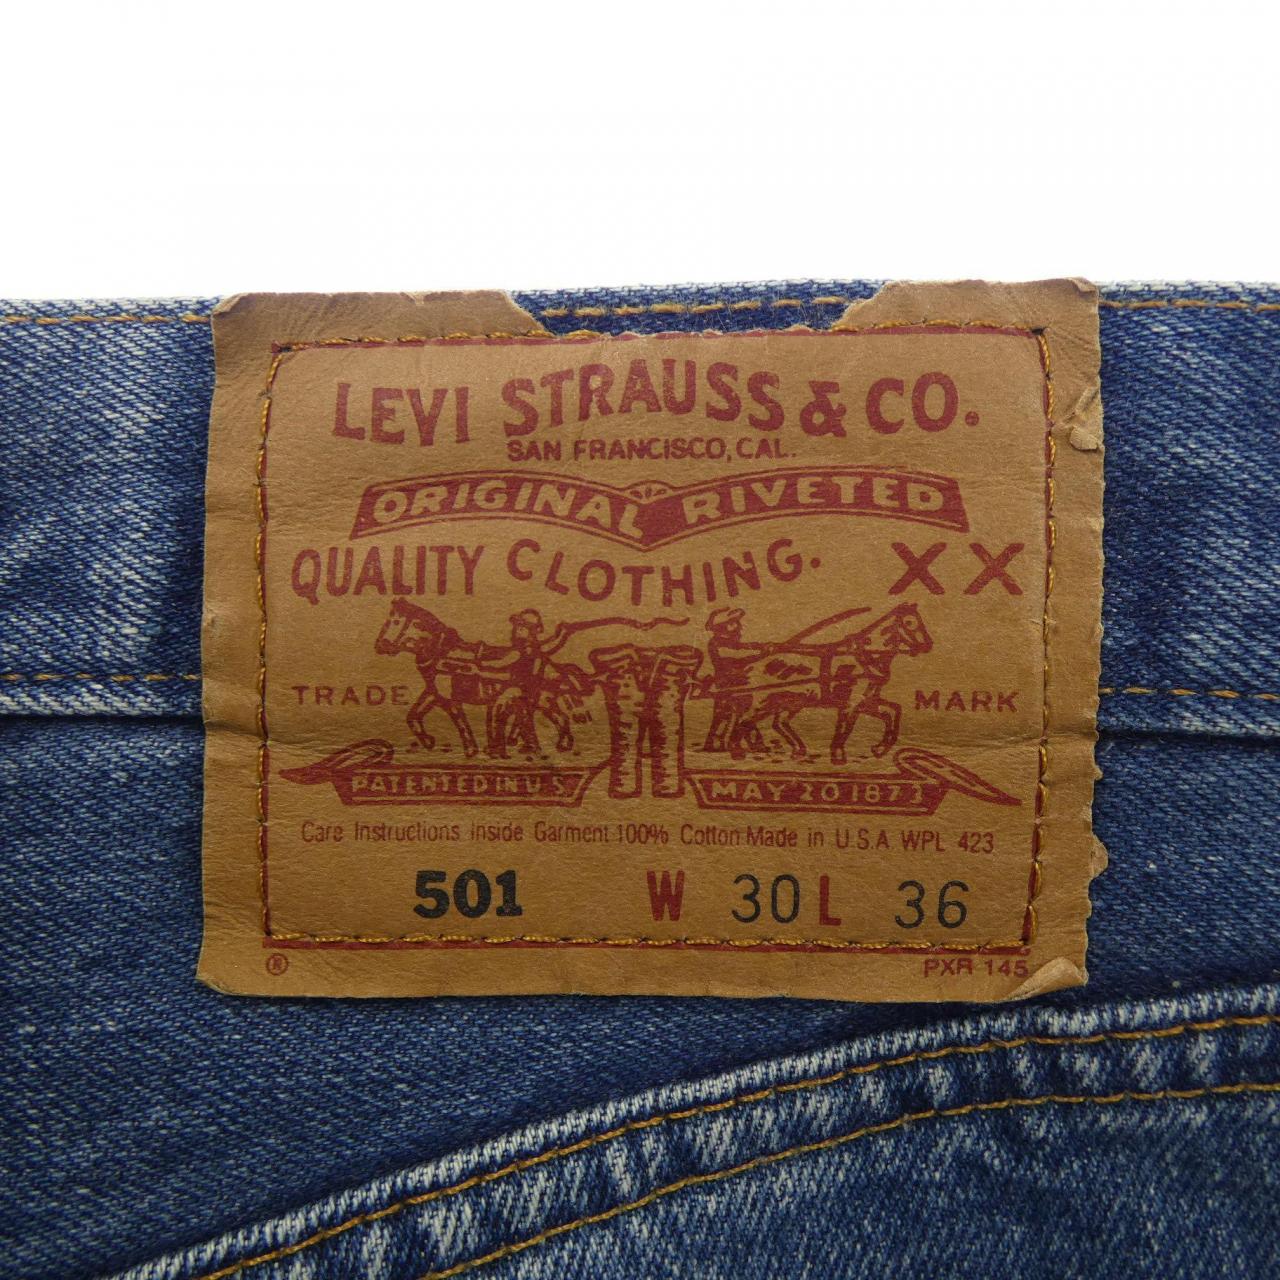 LEVI STRAUSS & CO.
SAN FRANCISCO, CAL.
ORIGINAL RIVETED
QUALITY CLOTHING. XX
TRADE MARK
PATENTED IN U.S. MAY 20 1873
Care Instructions Inside Garment 100% Cotton Made in U.S.A WPL 423
501 W 30 L 36
® PXR 145